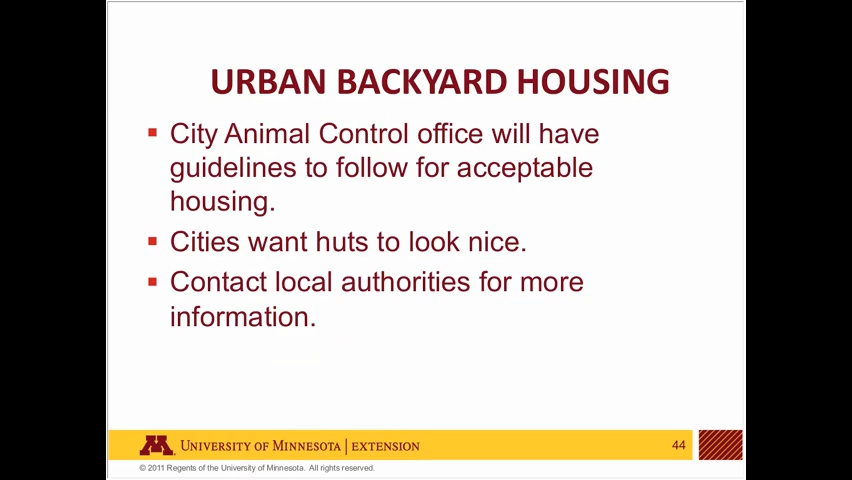 URBAN BACKYARD HOUSING
▪ City Animal Control office will have
guidelines to follow for acceptable
housing.
▪ Cities want huts to look nice.
▪ Contact local authorities for more
information.
M UNIVERSITY OF MINNESOTA | EXTENSION
44
© 2011 Regents of the University of Minnesota. All rights reserved.